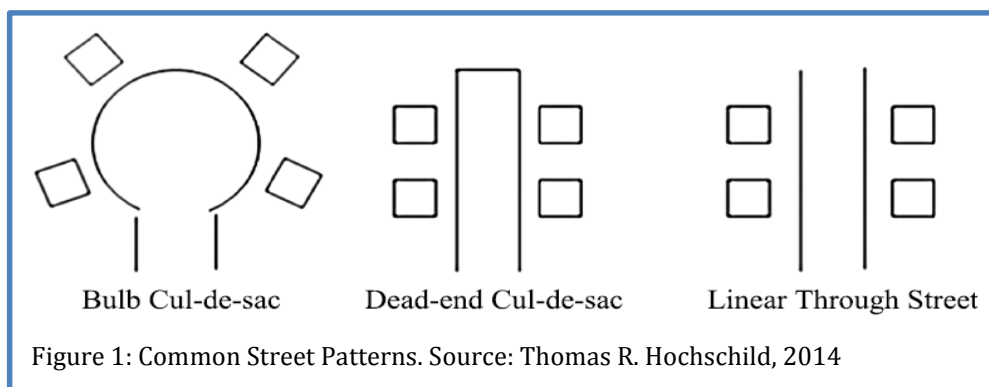 Bulb Cul-de-sac
Dead-end Cul-de-sac
Linear Through Street
Figure 1: Common Street Patterns. Source: Thomas R. Hochschild, 2014